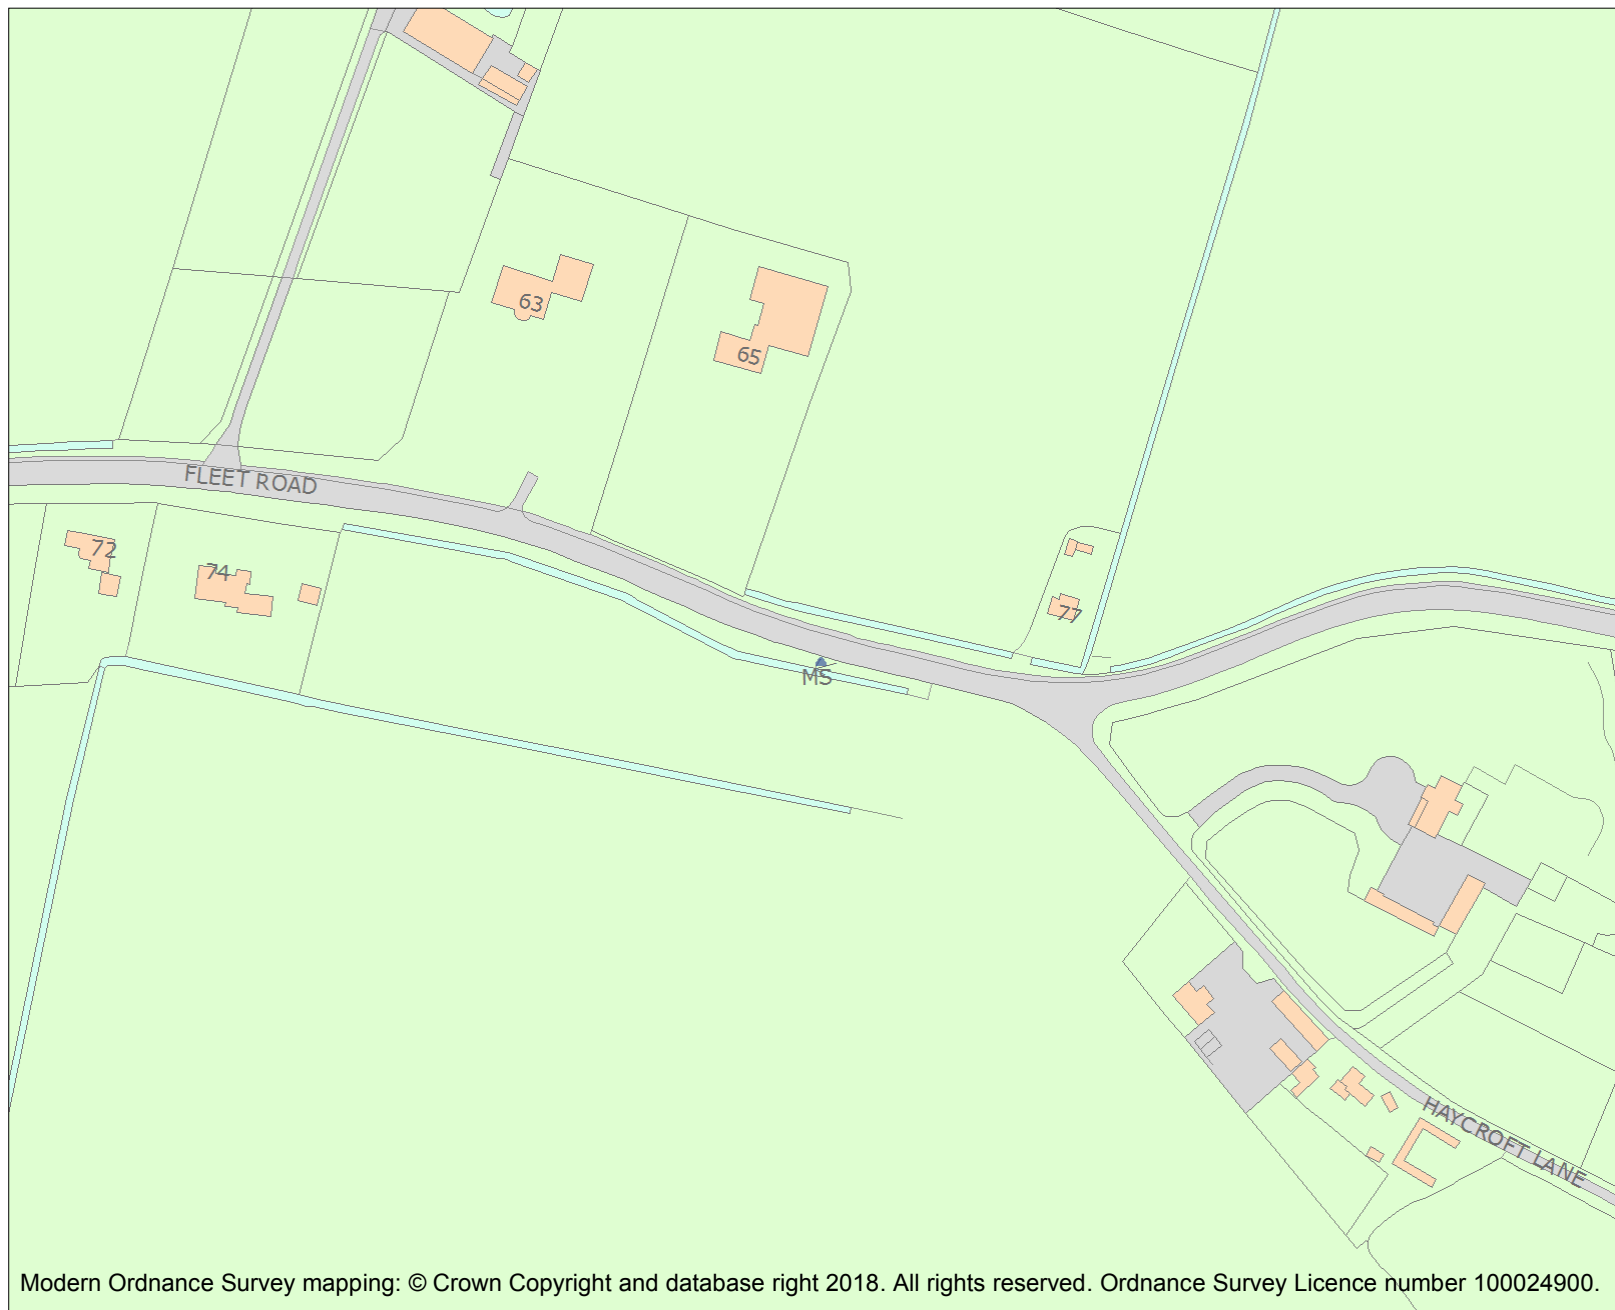 63
65
FLEET ROAD
72
74
77
MS
HAYCROFT LANE
Modern Ordnance Survey mapping: © Crown Copyright and database right 2018. All rights reserved. Ordnance Survey Licence number 100024900.